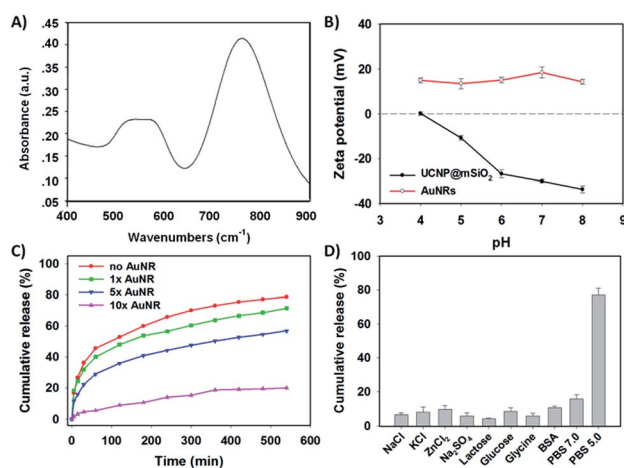 A)
Absorbance (a.u.)
.45
.40
.35
.30
.25
.20
.15
.10
.05
400 500 600 700 800 900
Wavenumbers (cm⁻¹)
B)
Zeta potential (mV)
40
20
0
-20
-40
-60
UCNP@mSiO₂
AuNRs
3 4 5 6 7 8 9
pH
C)
Cumulative release (%)
100
80
60
40
20
0
no AuNR
1x AuNR
5x AuNR
10x AuNR
0 100 200 300 400 500 600
Time (min)
D)
Cumulative release (%)
100
80
60
40
20
0
NaCl
KCl
ZnCl₂
Na₂SO₄
Lactose
Glucose
Glycine
BSA
PBS 7.0
PBS 5.0